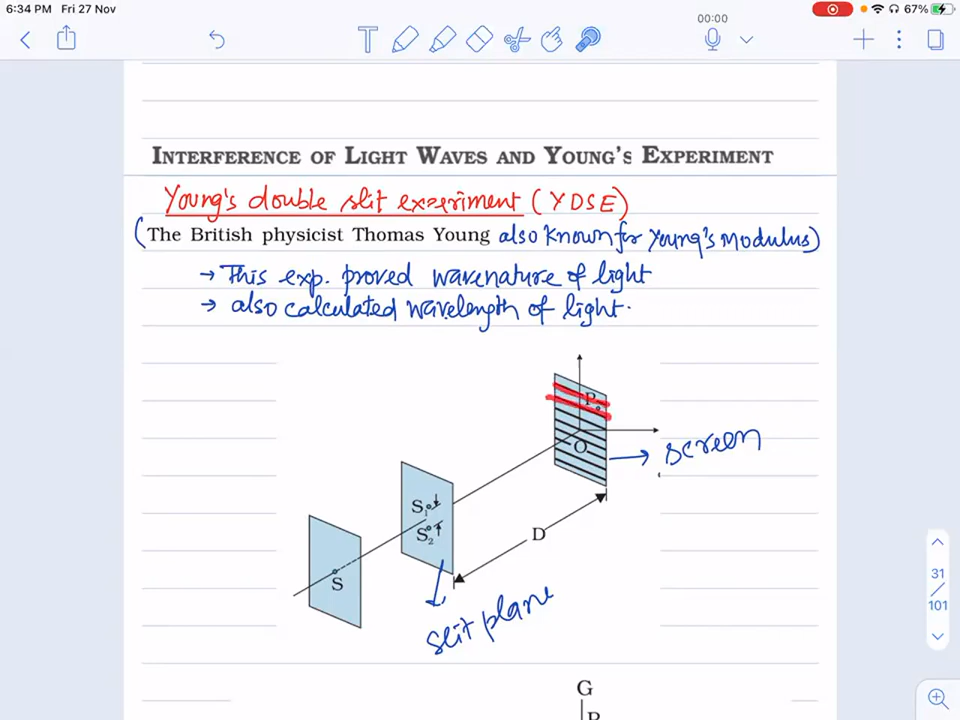 6:34 PM Fri 27 Nov
67%
00:00
INTERFERENCE OF LIGHT WAVES AND YOUNG'S EXPERIMENT
Young's double slit experiment (YDSE)
(The British physicist Thomas Young also known for Young's Modulus)
→ This exp. proved wavenature of light
→ also calculated wavelength of light.
P
O
→ screen
S1
S2
D
S
slit plane
31
/
101
G
P